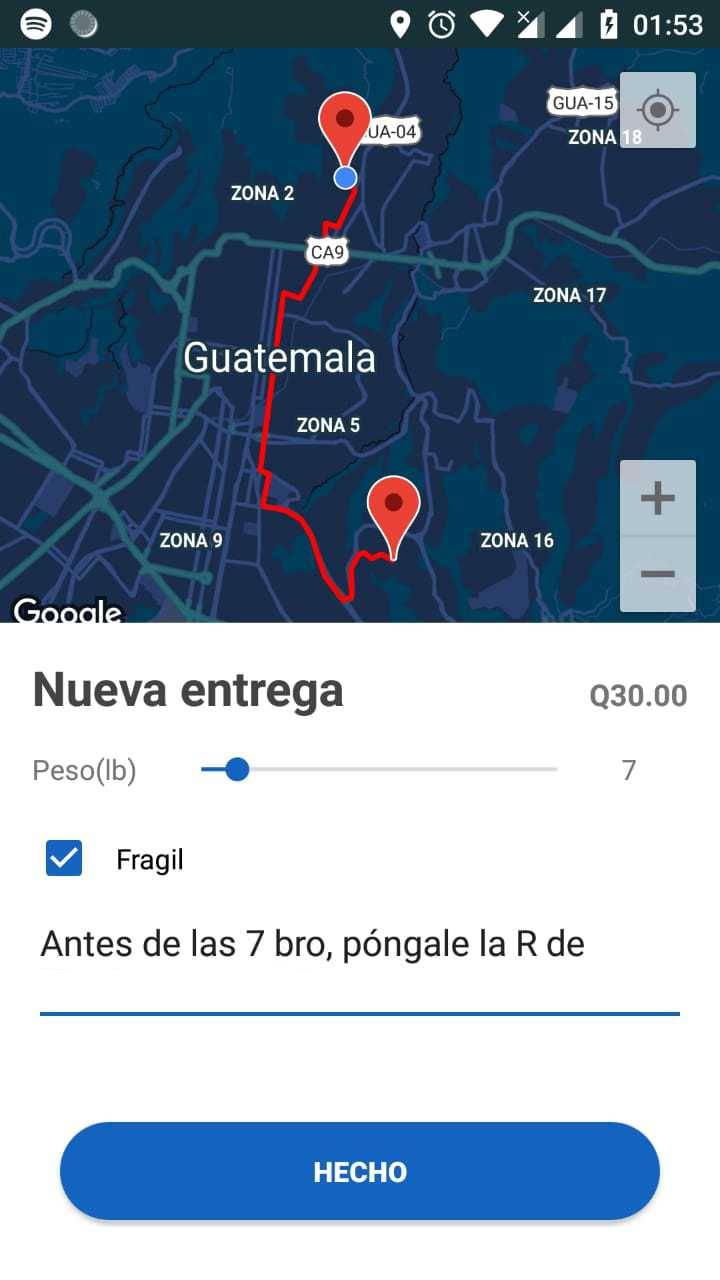 01:53
GUA-15
UA-04
ZONA 18
ZONA 2
CA9
ZONA 17
Guatemala
ZONA 5
ZONA 9
ZONA 16
Google
Nueva entrega
Q30.00
Peso(lb)
7
Fragil
Antes de las 7 bro, póngale la R de
HECHO